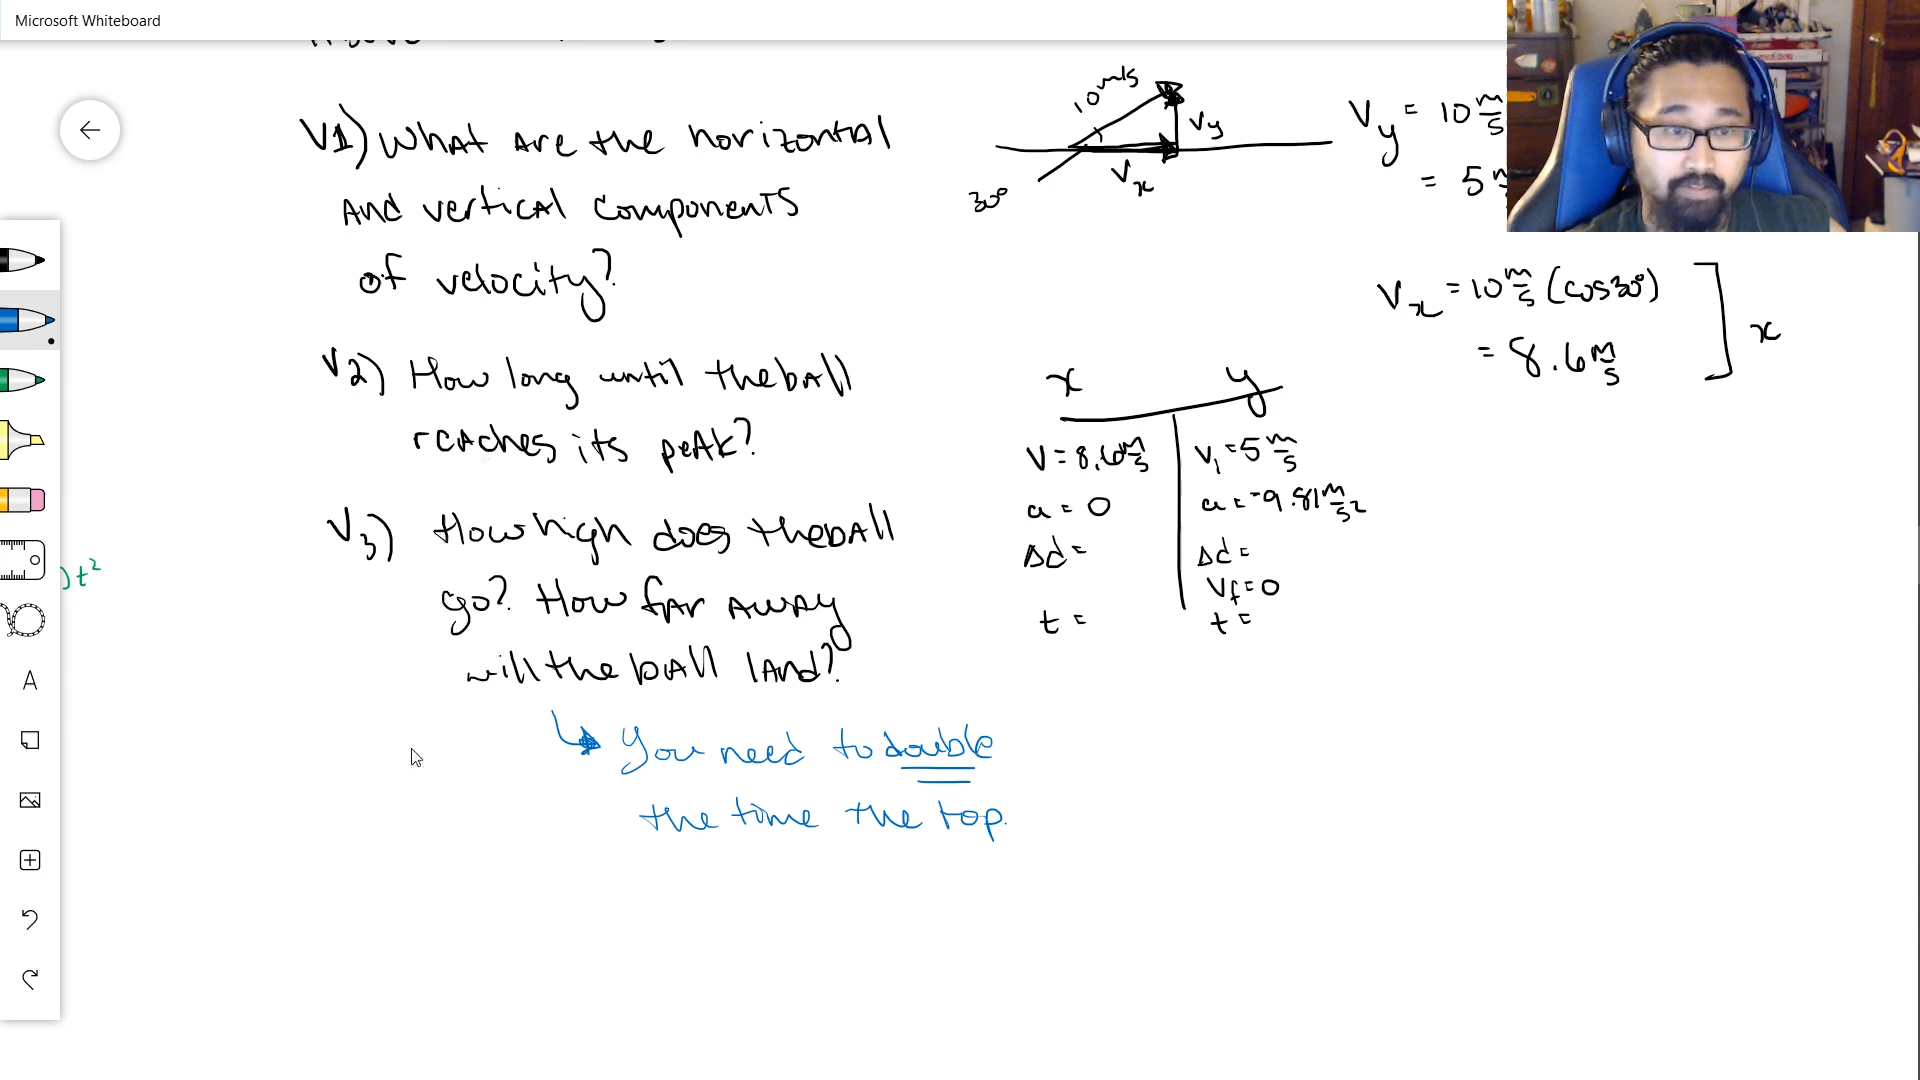 Microsoft Whiteboard
V1) What are the horizontal
and vertical components
of velocity?
V2) How long until the ball
reaches its peak?
V3) How high does the ball
go? How far away
will the ball land?
↳ You need to double
the time the top.
10 m/s
Vy
Vx
30°
Vy = 10 m/s
= 5 m
Vx = 10 m/s (cos30°)
= 8.6 m/s
x
x y
V = 8.6 m/s V1 = 5 m/s
a = 0 a = -9.81 m/s2
Δd = Δd =
Vf = 0
t = t =
)t²
A